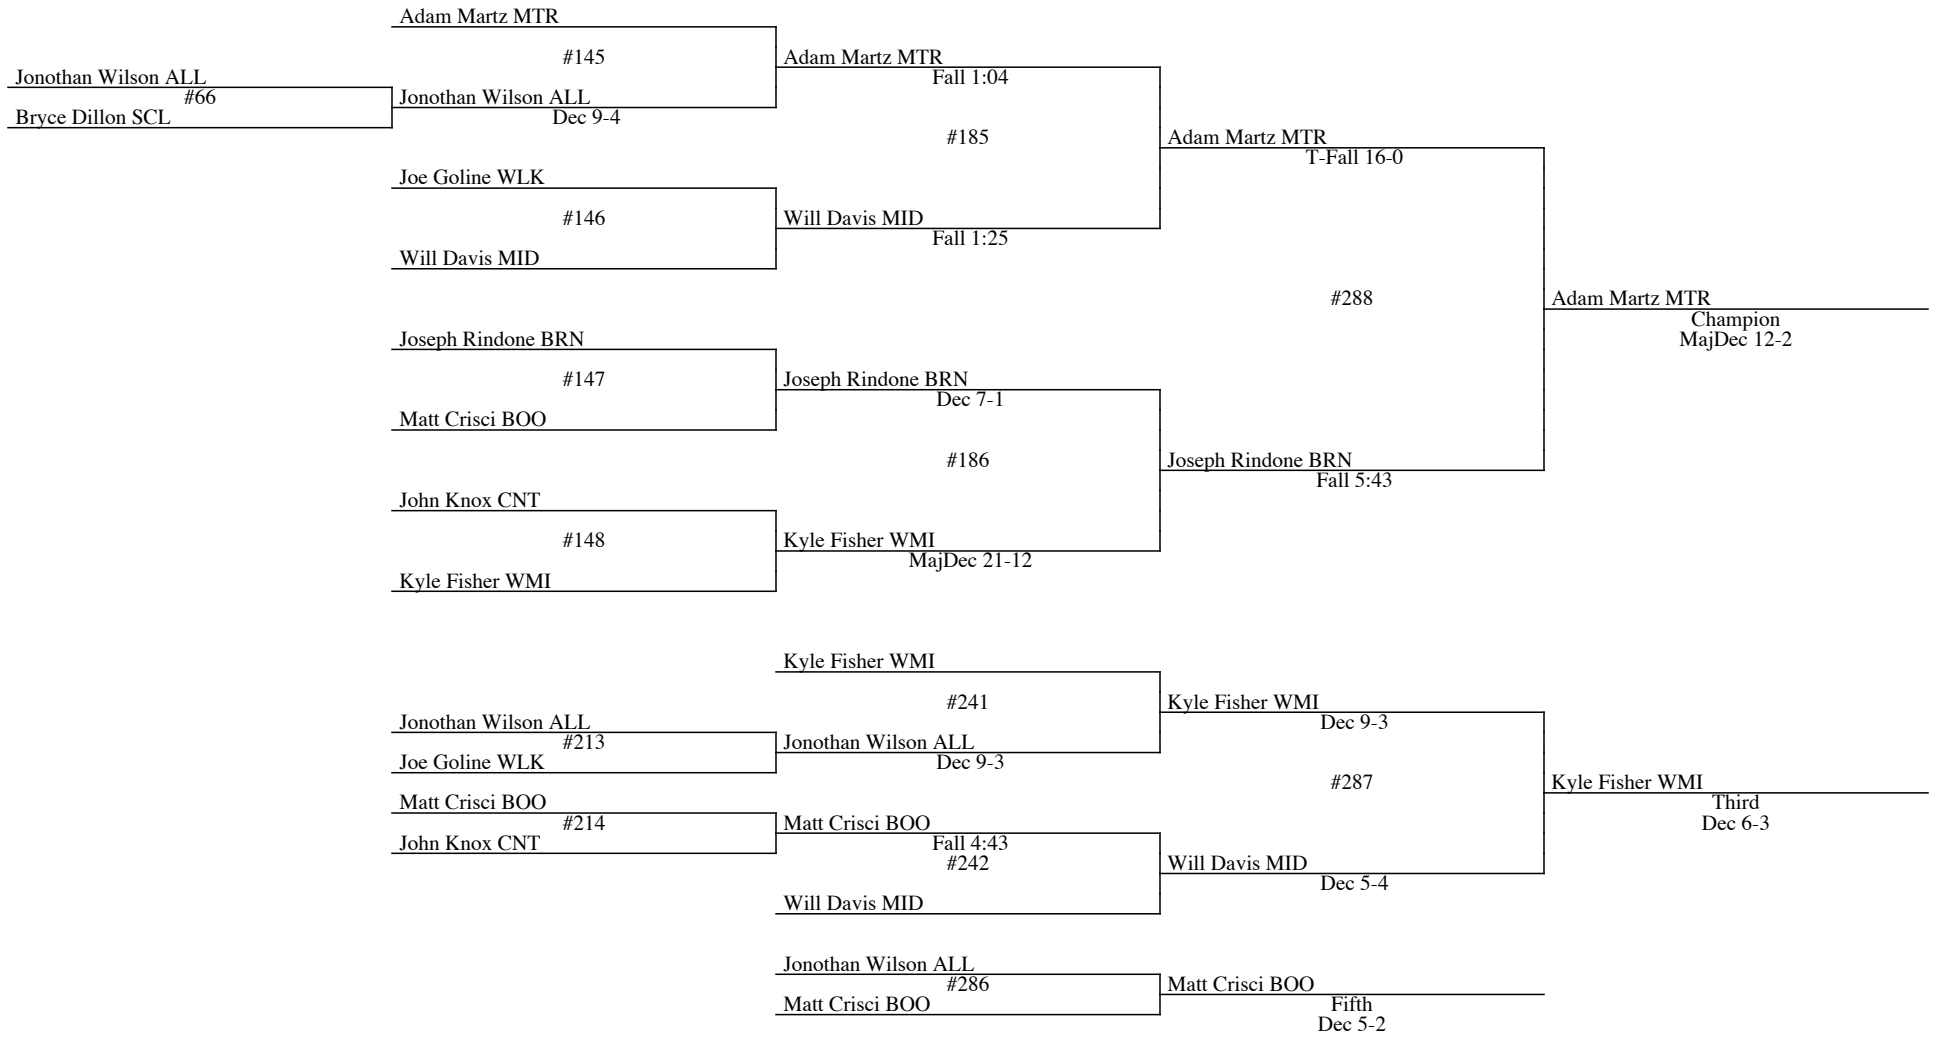 Adam Martz MTR
#145
Adam Martz MTR
Fall 1:04
Jonothan Wilson ALL
#66
Bryce Dillon SCL
Jonothan Wilson ALL
Dec 9-4
#185
Adam Martz MTR
T-Fall 16-0
Joe Goline WLK
#146
Will Davis MID
Fall 1:25
Will Davis MID
#288
Adam Martz MTR
Champion
MajDec 12-2
Joseph Rindone BRN
#147
Joseph Rindone BRN
Dec 7-1
Matt Crisci BOO
#186
Joseph Rindone BRN
Fall 5:43
John Knox CNT
#148
Kyle Fisher WMI
MajDec 21-12
Kyle Fisher WMI
Kyle Fisher WMI
#241
Kyle Fisher WMI
Dec 9-3
Jonothan Wilson ALL
#213
Joe Goline WLK
Jonothan Wilson ALL
Dec 9-3
#287
Kyle Fisher WMI
Third
Dec 6-3
Matt Crisci BOO
#214
John Knox CNT
Matt Crisci BOO
Fall 4:43
#242
Will Davis MID
Dec 5-4
Will Davis MID
Jonothan Wilson ALL
#286
Matt Crisci BOO
Matt Crisci BOO
Fifth
Dec 5-2